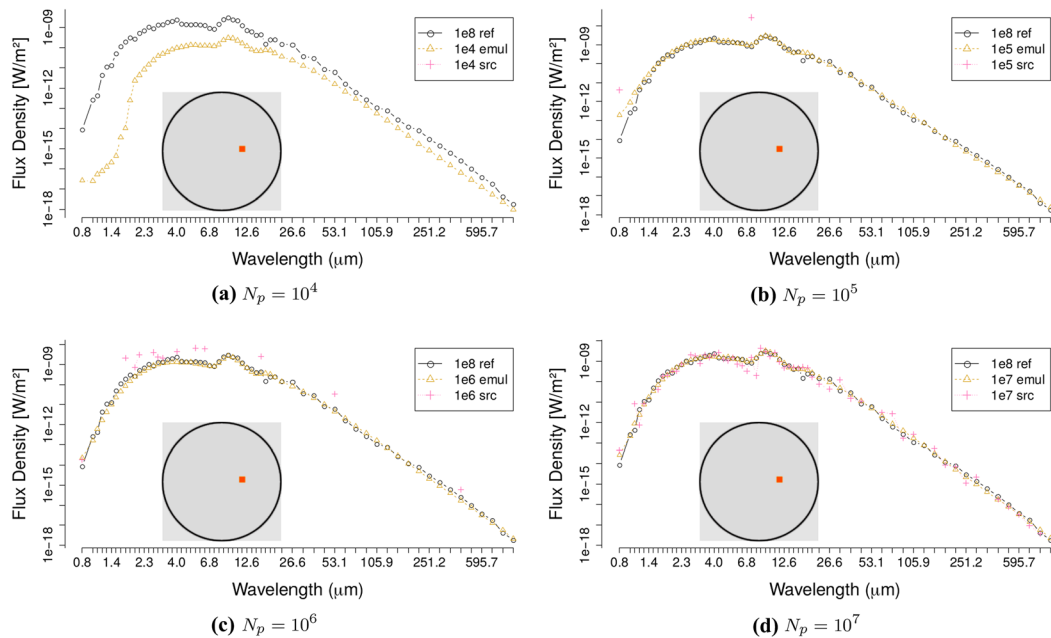 Flux Density [W/m²]
1e-09
1e-12
1e-15
1e-18
1e8 ref
1e4 emul
1e4 src
0.8 1.4 2.3 4.0 6.8 12.6 26.6 53.1 105.9 251.2 595.7
Wavelength (μm)
(a) N_p = 10^4
Flux Density [W/m²]
1e-09
1e-12
1e-15
1e-18
1e8 ref
1e5 emul
1e5 src
0.8 1.4 2.3 4.0 6.8 12.6 26.6 53.1 105.9 251.2 595.7
Wavelength (μm)
(b) N_p = 10^5
Flux Density [W/m²]
1e-09
1e-12
1e-15
1e-18
1e8 ref
1e6 emul
1e6 src
0.8 1.4 2.3 4.0 6.8 12.6 26.6 53.1 105.9 251.2 595.7
Wavelength (μm)
(c) N_p = 10^6
Flux Density [W/m²]
1e-09
1e-12
1e-15
1e-18
1e8 ref
1e7 emul
1e7 src
0.8 1.4 2.3 4.0 6.8 12.6 26.6 53.1 105.9 251.2 595.7
Wavelength (μm)
(d) N_p = 10^7